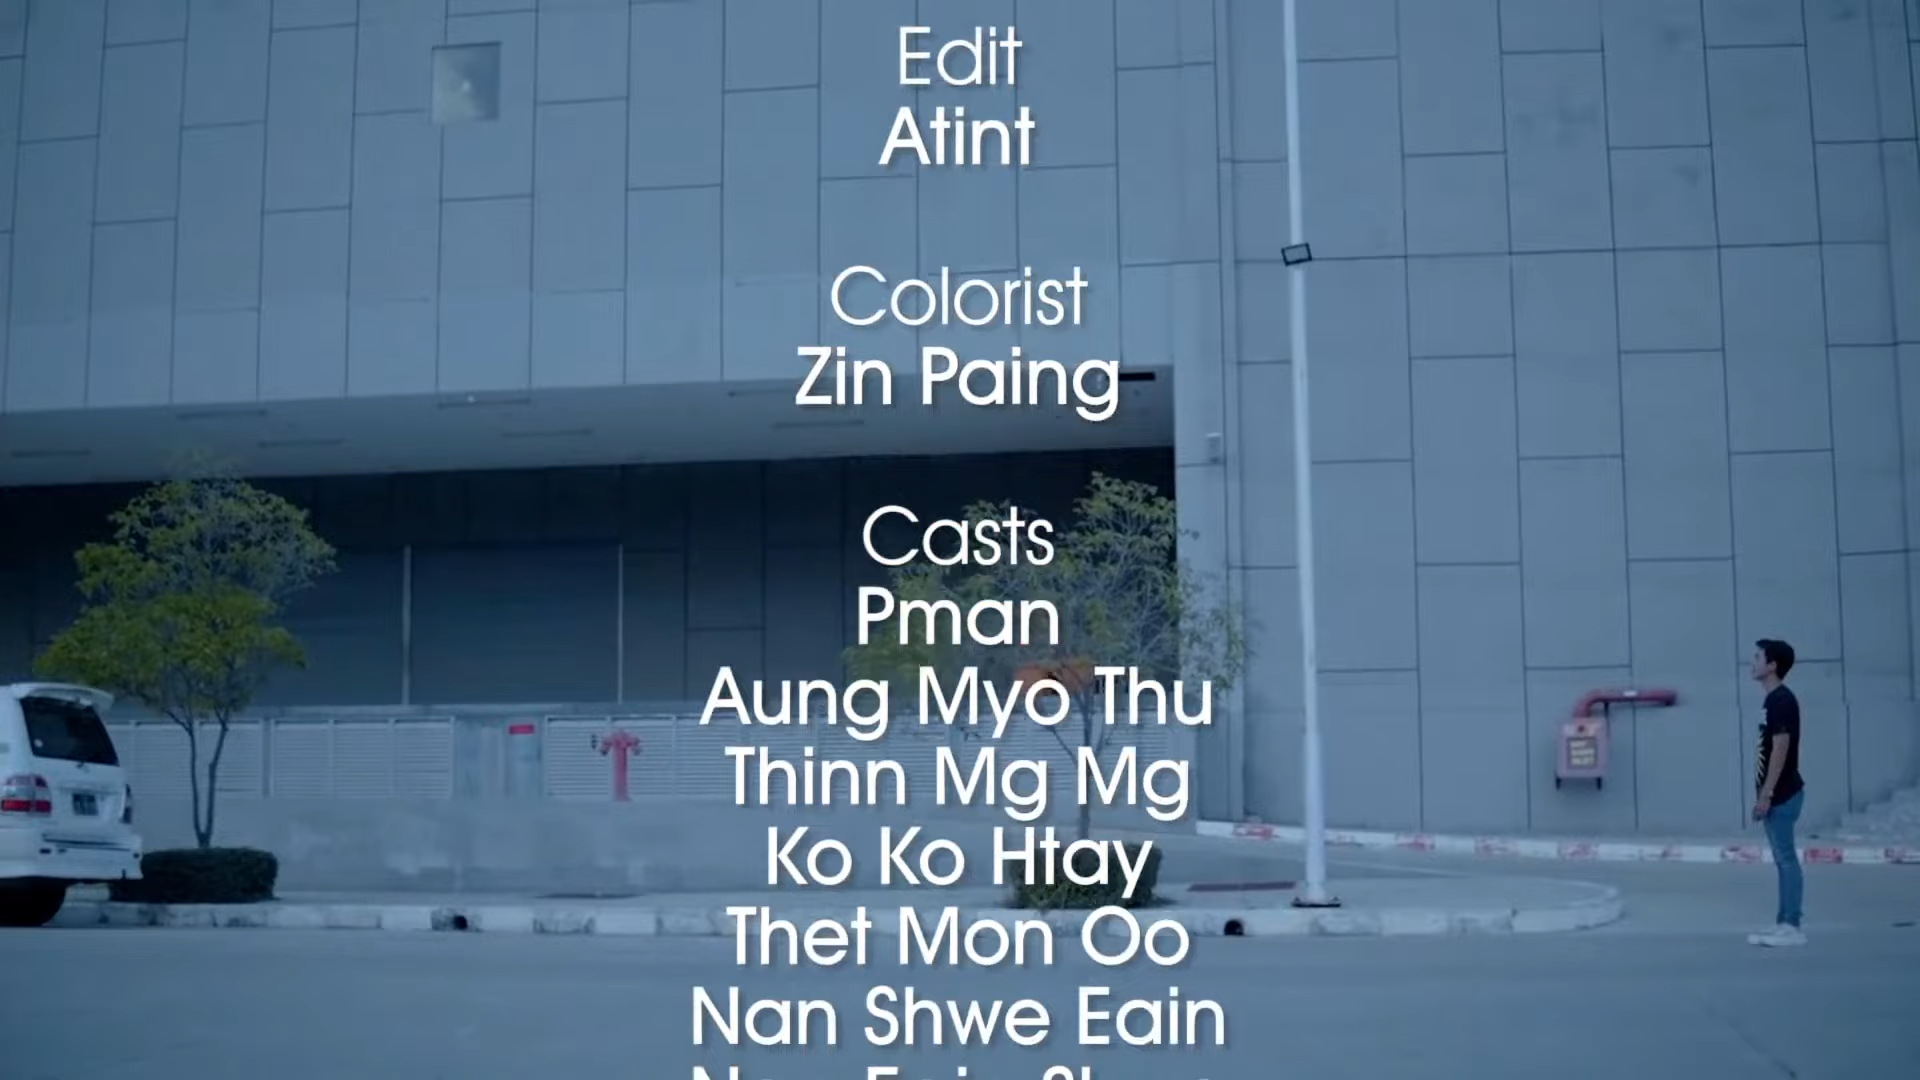 Edit
Atint
Colorist
Zin Paing
Casts
Pman
Aung Myo Thu
Thinn Mg Mg
Ko Ko Htay
Thet Mon Oo
Nan Shwe Eain